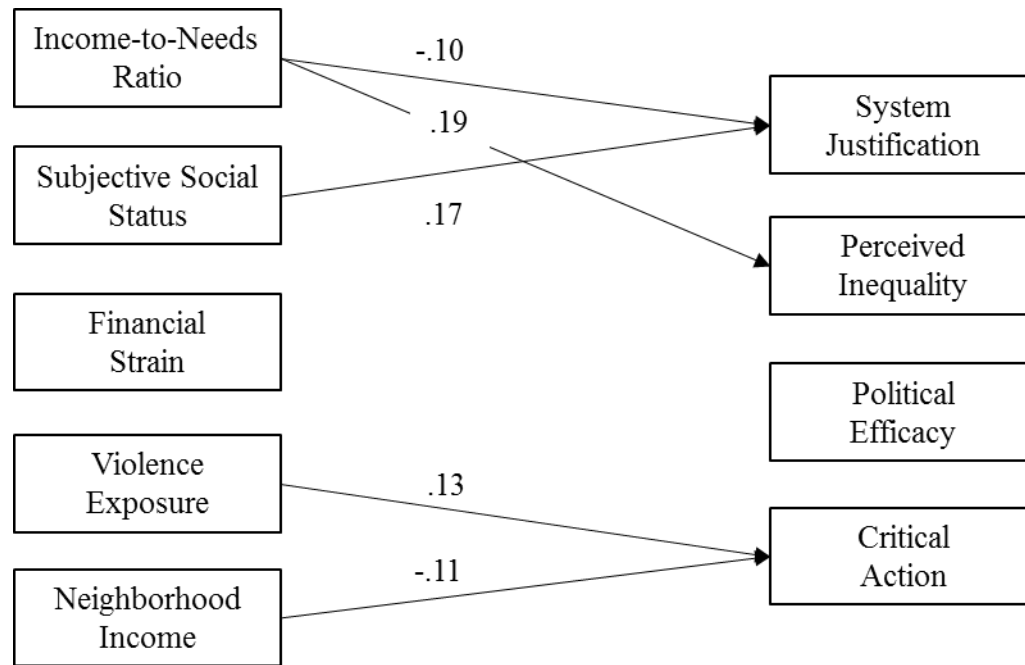 Income-to-Needs
Ratio
Subjective Social
Status
Financial
Strain
Violence
Exposure
Neighborhood
Income
-.10
.19
.17
.13
-.11
System
Justification
Perceived
Inequality
Political
Efficacy
Critical
Action